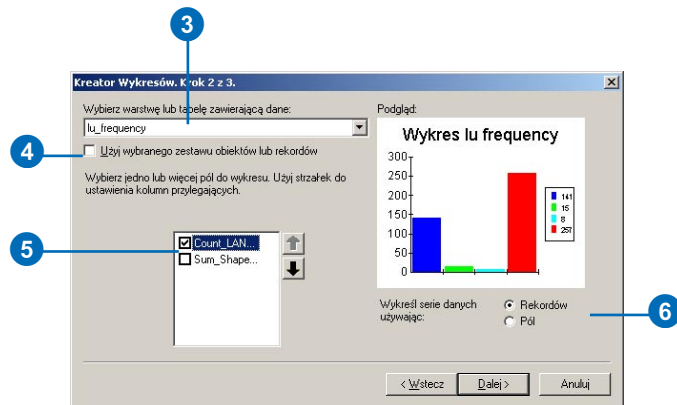 3
Kreator Wykresów. Krok 2 z 3.
Wybierz warstwę lub tabelę zawierającą dane:
lu_frequency
4
Użyj wybranego zestawu obiektów lub rekordów
Wybierz jedno lub więcej pól do wykresu. Użyj strzałek do
ustawienia kolumn przylegających.
5
Count_LAN...
Sum_Shape...
Podgląd:
Wykres lu frequency
300
250
200
150
100
50
0
141
15
8
257
Wykreśl serie danych
używając:
Rekordów
Pól
6
< Wstecz
Dalej >
Anuluj